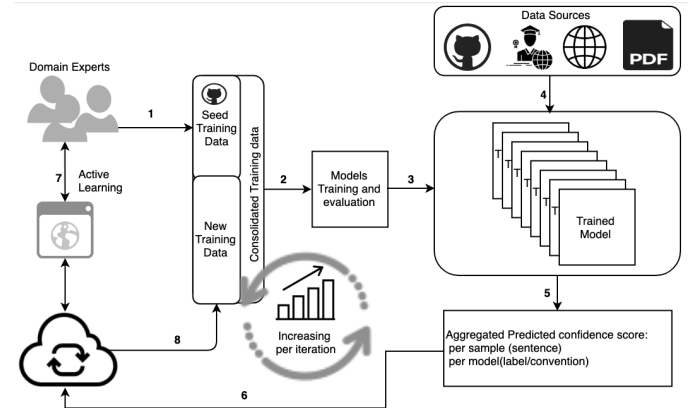 Data Sources
PDF
Domain Experts
1
Seed
Training
Data
Consolidated Training data
2
Models
Training and
evaluation
3
4
T
T
T
T
T
T
T
Trained
Model
7
Active
Learning
New
Training
Data
Increasing
per iteration
5
Aggregated Predicted confidence score:
per sample (sentence)
per model(label/convention)
8
6